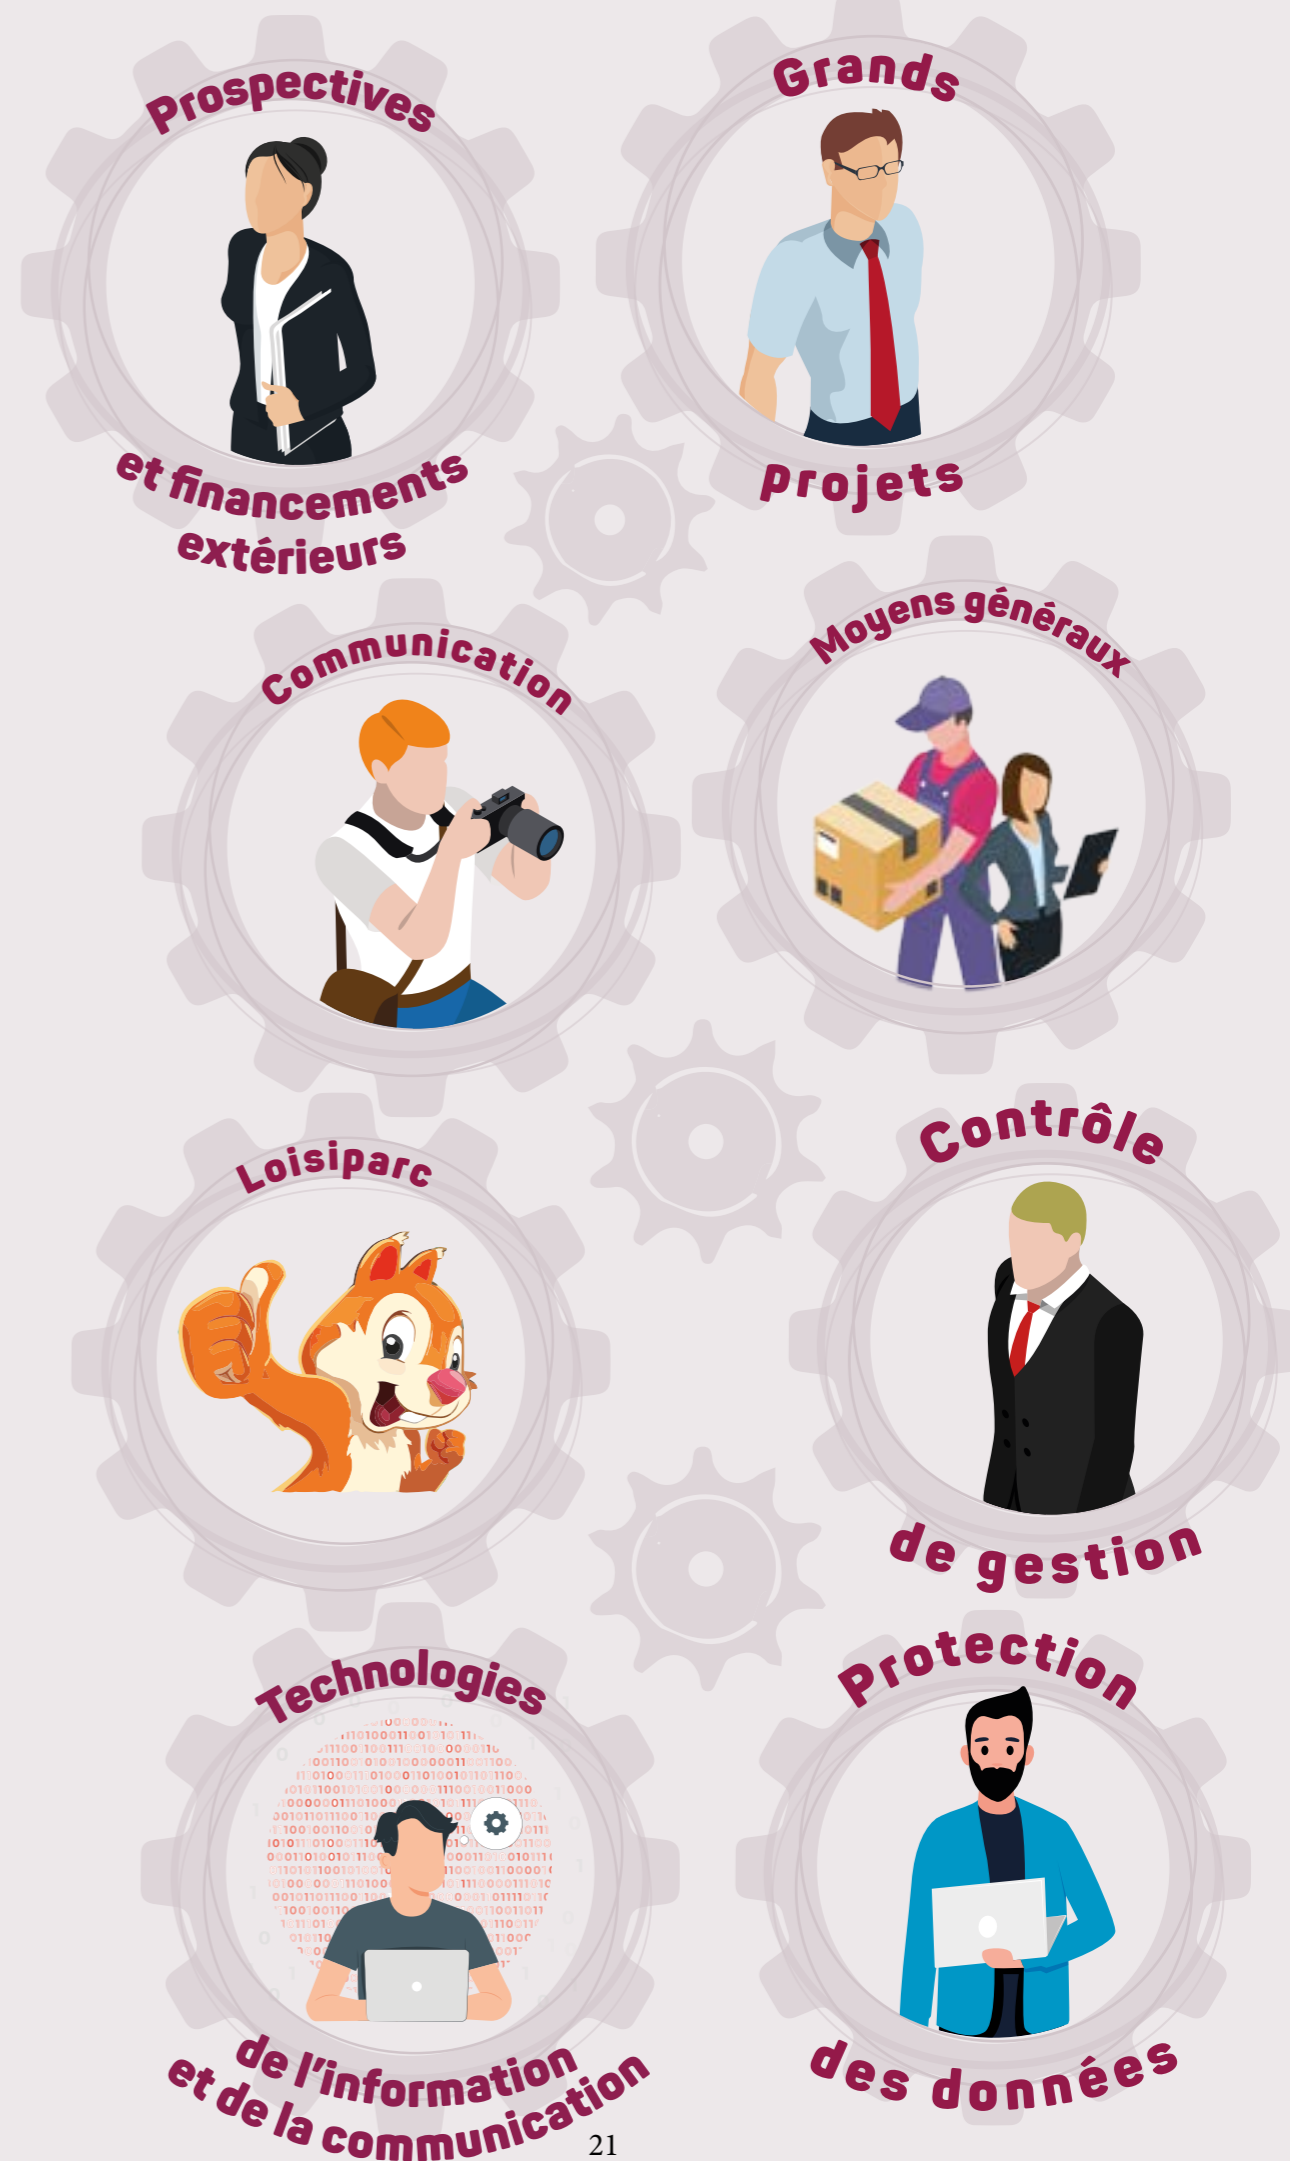 Prospectives
et financements
extérieurs
Grands
projets
Communication
Moyens généraux
Loisiparc
Contrôle
de gestion
Technologies
de l'information
et de la communication
Protection
des données
21